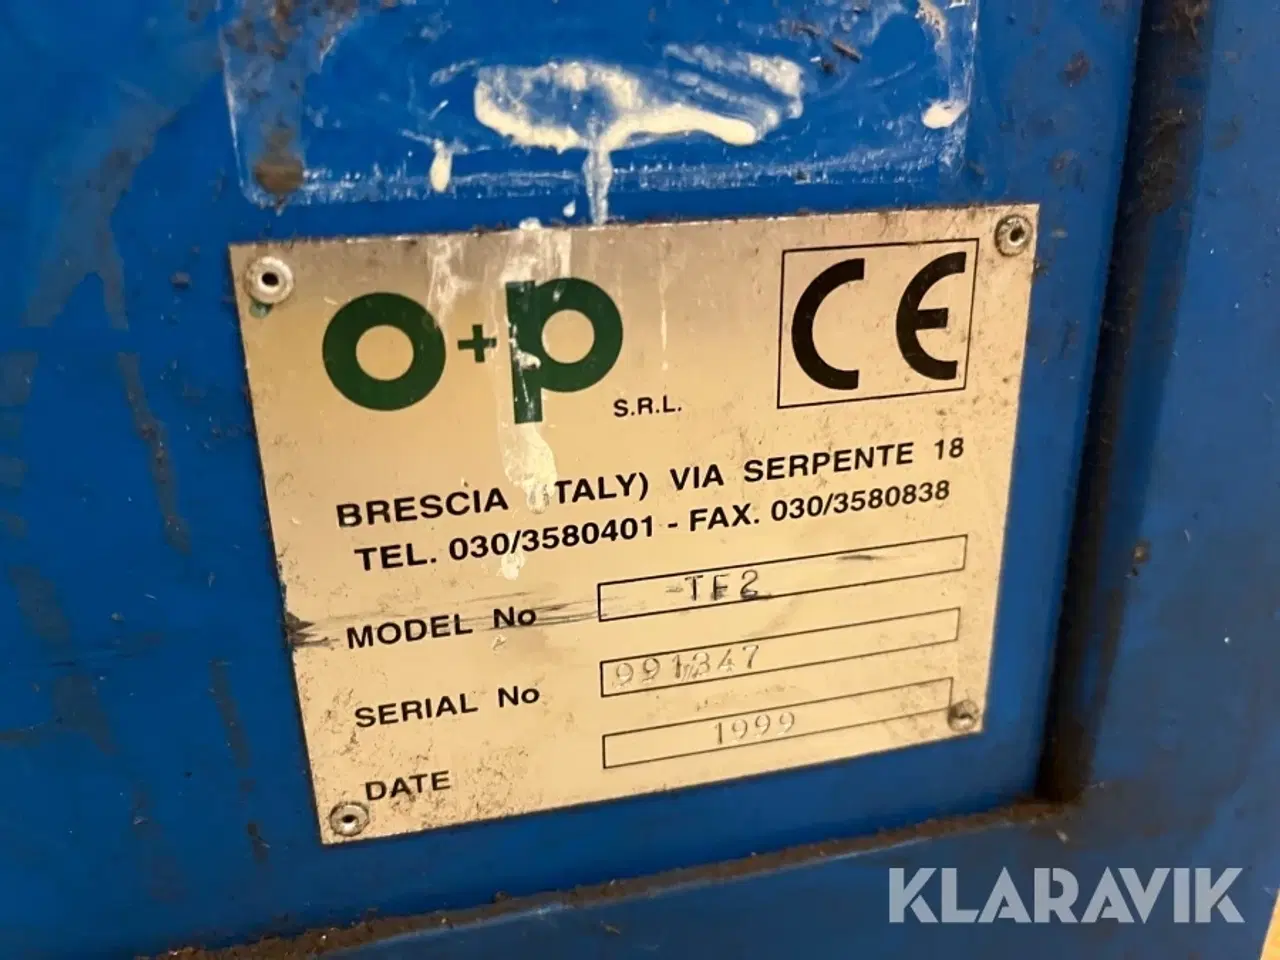 o+p S.R.L.
CE
BRESCIA (ITALY) VIA SERPENTE 18
TEL. 030/3580401 - FAX. 030/3580838
MODEL No TF2
SERIAL No 991347
DATE 1999
KLARAVIK